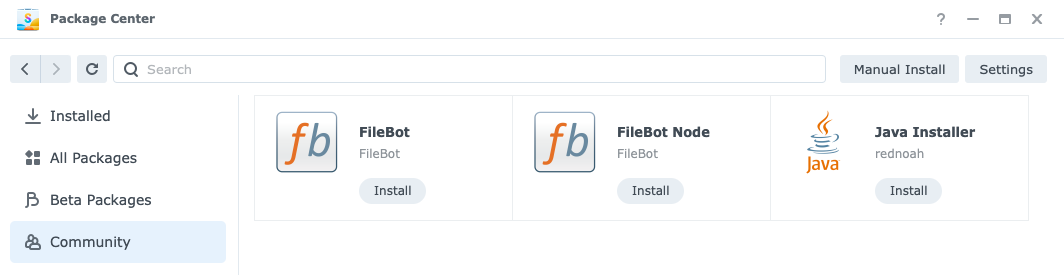 Package Center
Search
Manual Install
Settings
Installed
All Packages
Beta Packages
Community
fb
FileBot
FileBot
Install
fb
FileBot Node
FileBot
Install
Java
Java Installer
rednoah
Install